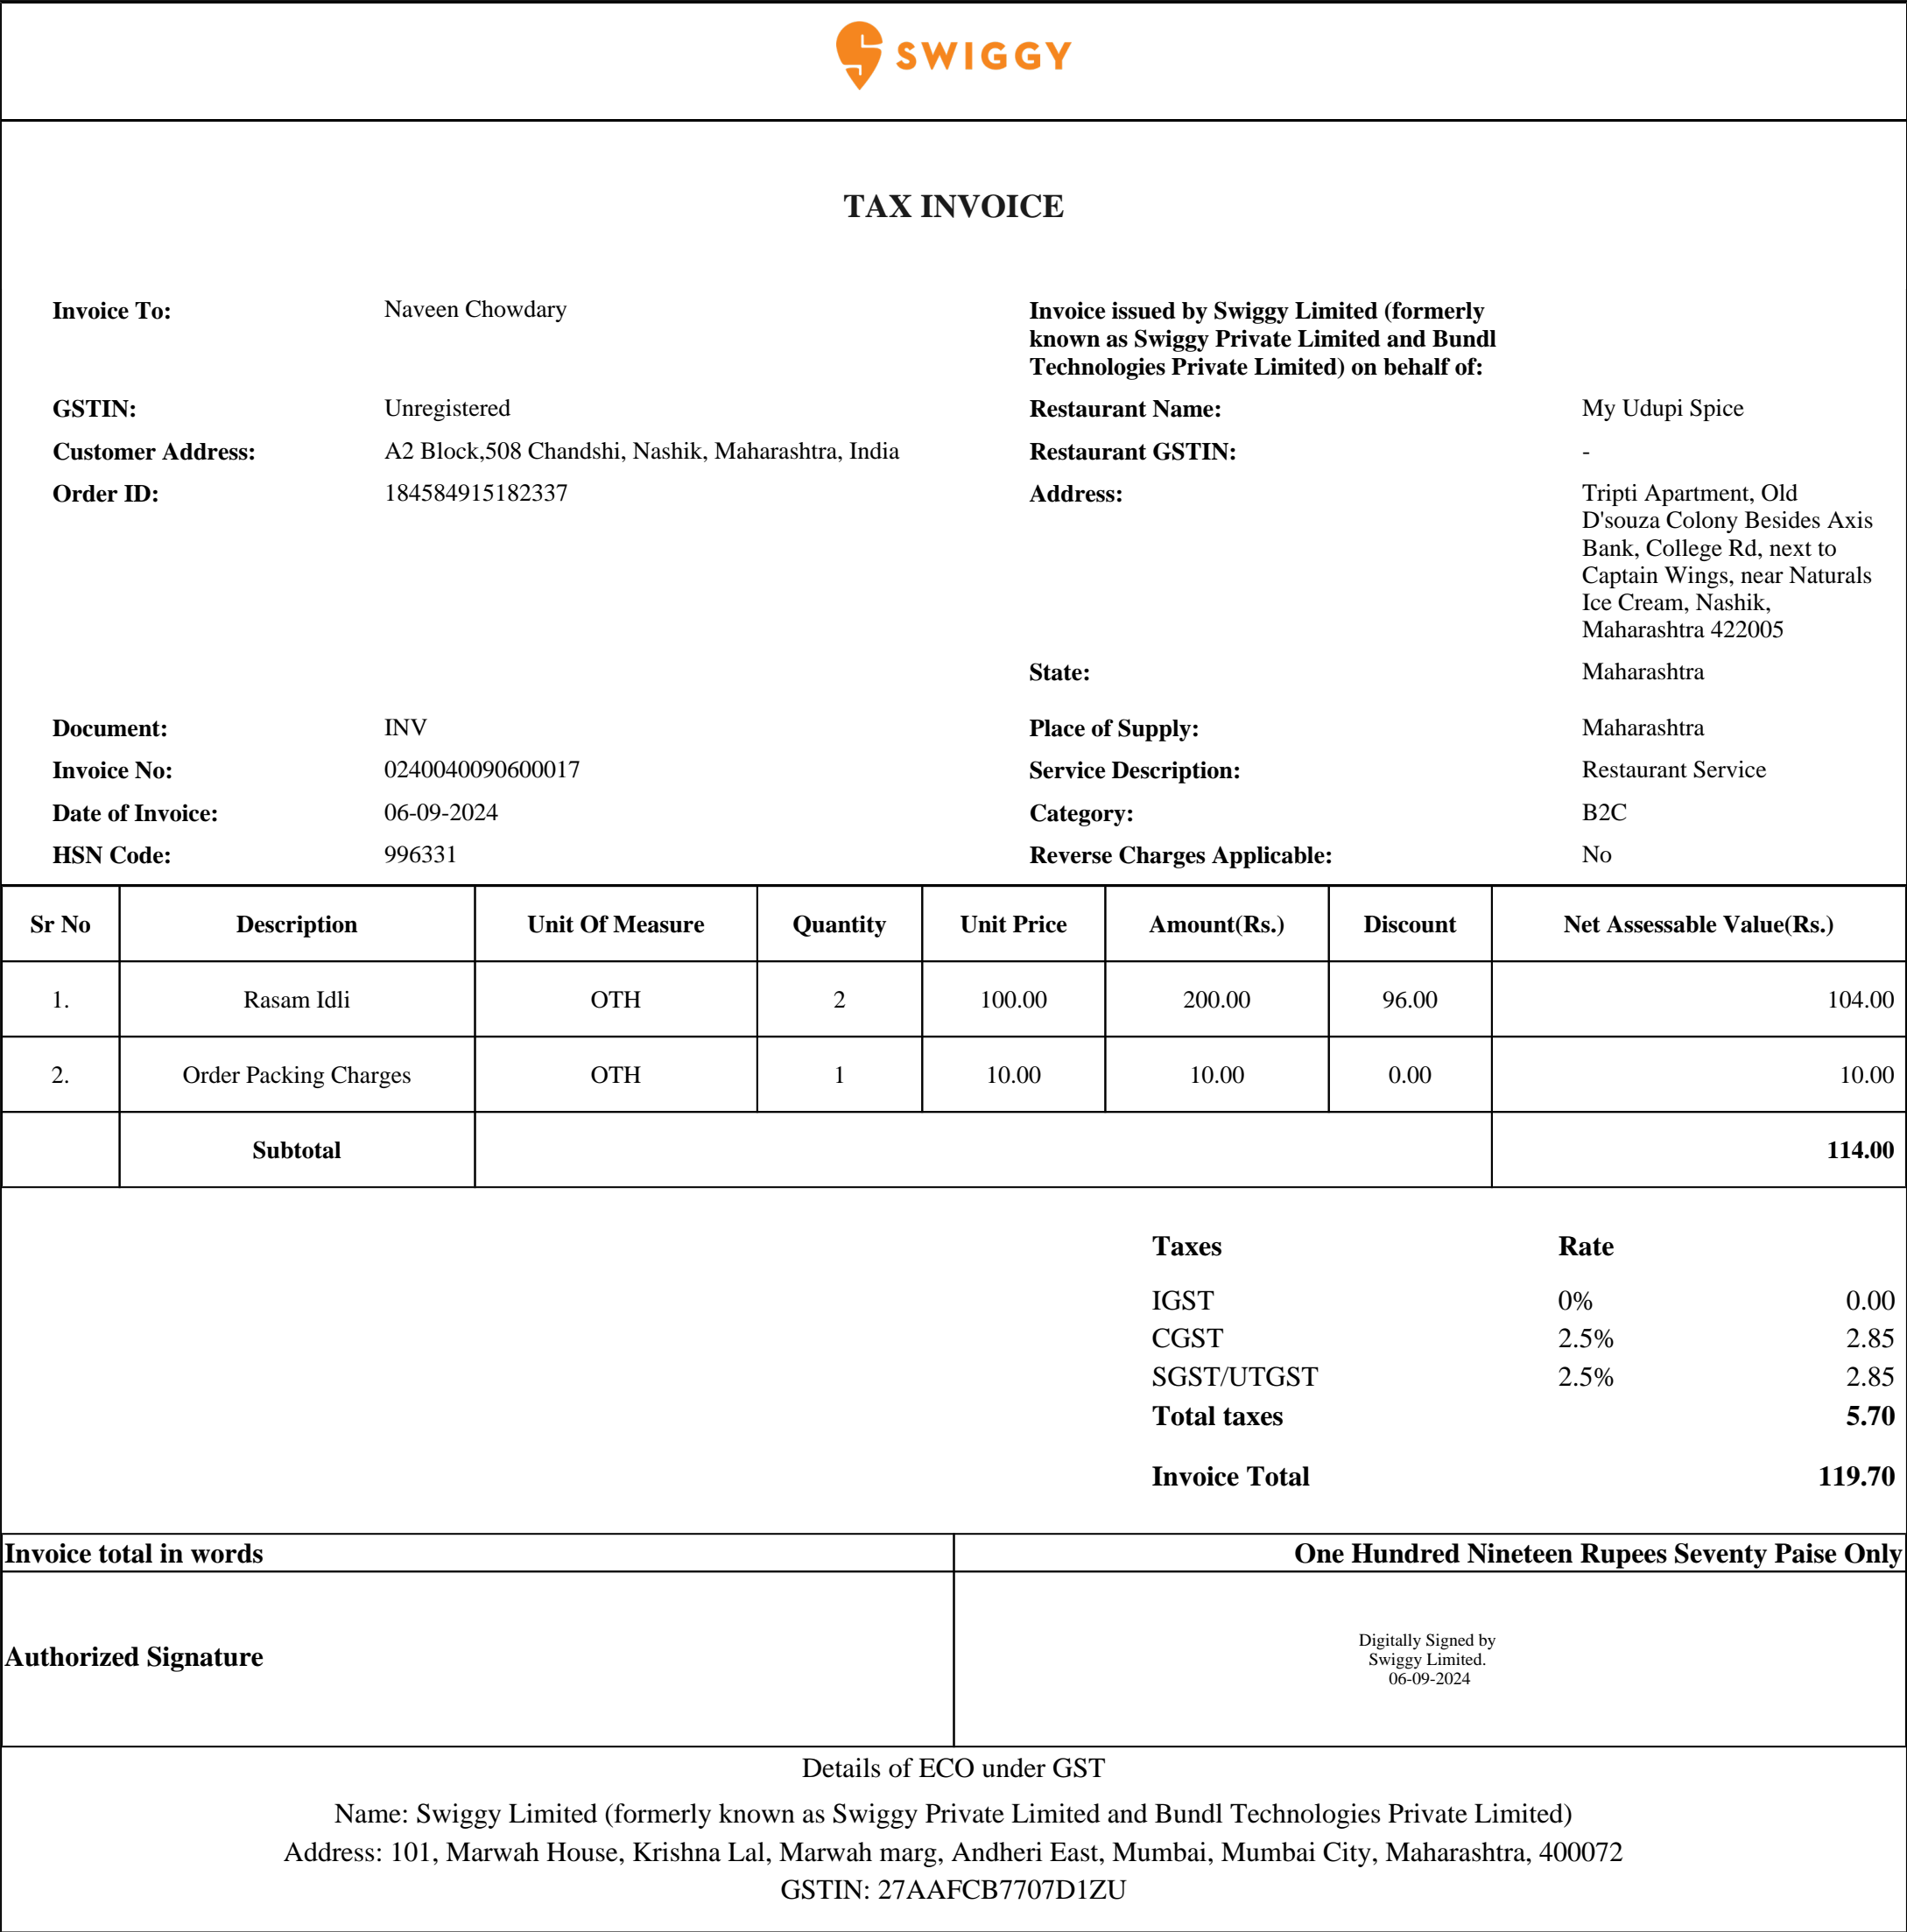 SWIGGY
TAX INVOICE
Invoice To: Naveen Chowdary
Invoice issued by Swiggy Limited (formerly
known as Swiggy Private Limited and Bundl
Technologies Private Limited) on behalf of:
GSTIN: Unregistered Restaurant Name: My Udupi Spice
Customer Address: A2 Block,508 Chandshi, Nashik, Maharashtra, India Restaurant GSTIN: -
Order ID: 184584915182337 Address: Tripti Apartment, Old
D'souza Colony Besides Axis
Bank, College Rd, next to
Captain Wings, near Naturals
Ice Cream, Nashik,
Maharashtra 422005
State: Maharashtra
Document: INV Place of Supply: Maharashtra
Invoice No: 0240040090600017 Service Description: Restaurant Service
Date of Invoice: 06-09-2024 Category: B2C
HSN Code: 996331 Reverse Charges Applicable: No
Sr No Description Unit Of Measure Quantity Unit Price Amount(Rs.) Discount Net Assessable Value(Rs.)
1. Rasam Idli OTH 2 100.00 200.00 96.00 104.00
2. Order Packing Charges OTH 1 10.00 10.00 0.00 10.00
Subtotal 114.00
Taxes Rate
IGST 0% 0.00
CGST 2.5% 2.85
SGST/UTGST 2.5% 2.85
Total taxes 5.70
Invoice Total 119.70
Invoice total in words One Hundred Nineteen Rupees Seventy Paise Only
Authorized Signature
Digitally Signed by
Swiggy Limited.
06-09-2024
Details of ECO under GST
Name: Swiggy Limited (formerly known as Swiggy Private Limited and Bundl Technologies Private Limited)
Address: 101, Marwah House, Krishna Lal, Marwah marg, Andheri East, Mumbai, Mumbai City, Maharashtra, 400072
GSTIN: 27AAFCB7707D1ZU